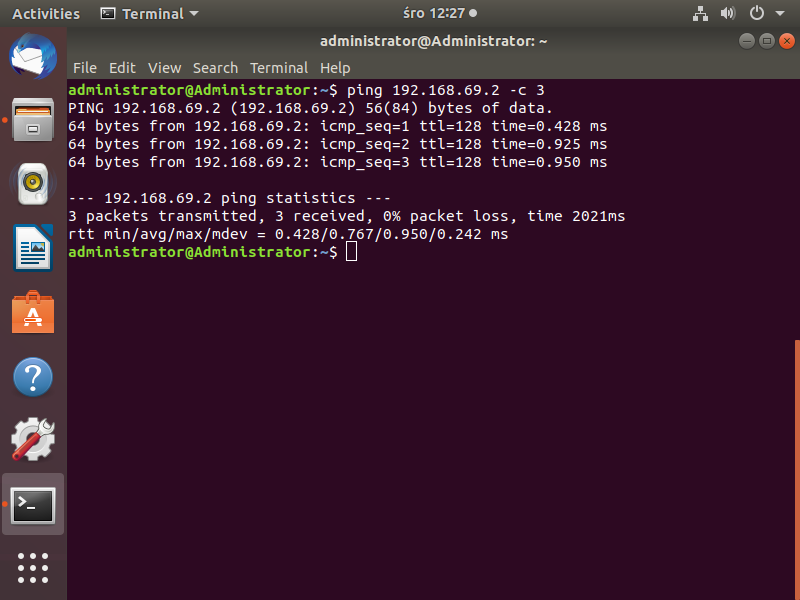 Activities Terminal śro 12:27
administrator@Administrator: ~
File Edit View Search Terminal Help
administrator@Administrator:~$ ping 192.168.69.2 -c 3
PING 192.168.69.2 (192.168.69.2) 56(84) bytes of data.
64 bytes from 192.168.69.2: icmp_seq=1 ttl=128 time=0.428 ms
64 bytes from 192.168.69.2: icmp_seq=2 ttl=128 time=0.925 ms
64 bytes from 192.168.69.2: icmp_seq=3 ttl=128 time=0.950 ms
--- 192.168.69.2 ping statistics ---
3 packets transmitted, 3 received, 0% packet loss, time 2021ms
rtt min/avg/max/mdev = 0.428/0.767/0.950/0.242 ms
administrator@Administrator:~$